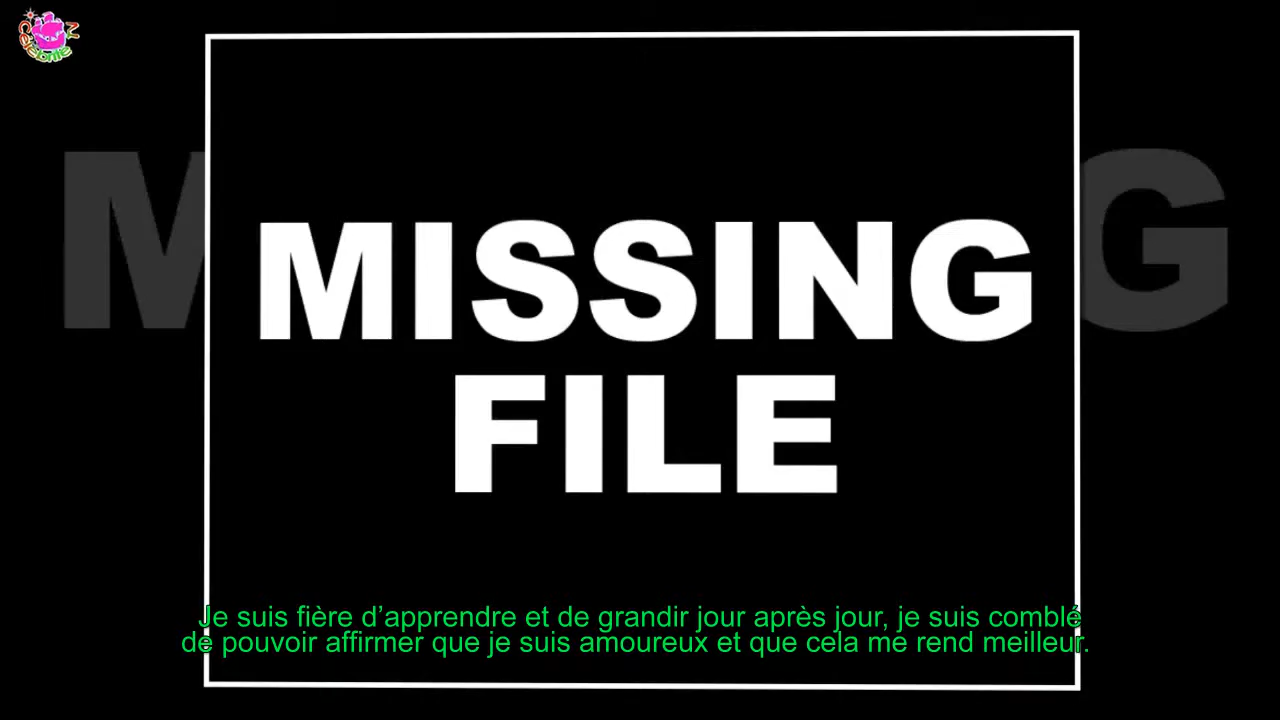 Célébrité
N
MISSING
FILE
M
G
Je suis fière d’apprendre et de grandir jour après jour, je suis comblé
de pouvoir affirmer que je suis amoureux et que cela me rend meilleur.